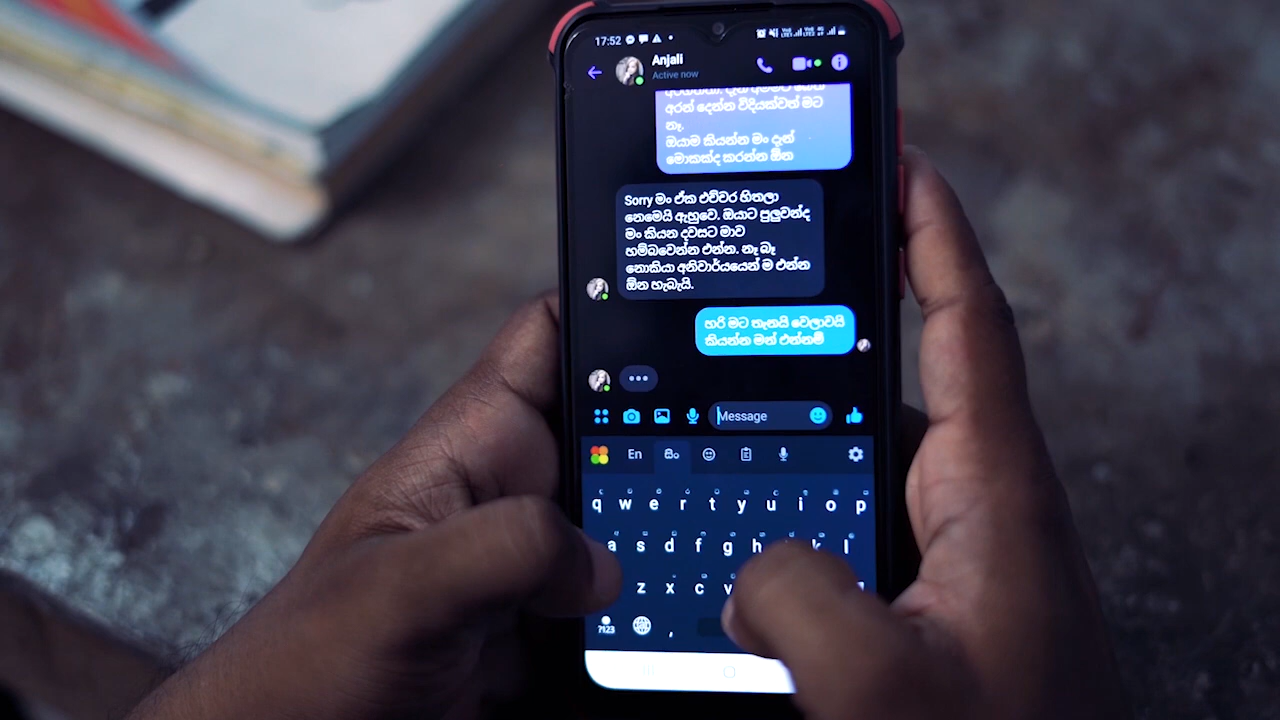 17:52
Anjali
Active now
අරන් දෙන්න විදියක්වත් මට
නෑ.
ඔයාම කියන්න මං දැන්
මොකක්ද කරන්න ඕන
Sorry මං ඒක එච්චර හිතලා
නෙමෙයි ඇහුවෙ. ඔයාට පුලුවන්ද
මං කියන දවසට මාව
හම්බවෙන්න එන්න. නෑ බෑ
නොකියා අනිවාර්යයෙන් ම එන්න
ඕන හැබැයි.
හරි මට තැනයි වෙලාවයි
කියන්න මන් එන්නම්
Message
En සිං
q w e r t y u i o p
a s d f g h k l
z x c v
?123 ,